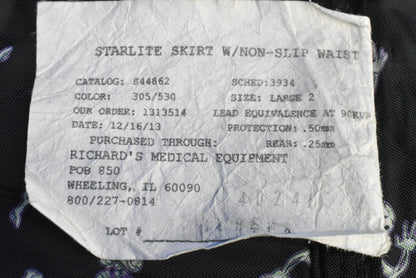 STARLITE SKIRT W/NON-SLIP WAIST
CATALOG: S44862 SCHED:3934
COLOR: 305/530 SIZE: LARGE 2
OUR ORDER: 1313514 LEAD EQUIVALENCE AT 90KVP
DATE: 12/16/13 PROTECTION: .50mm
PURCHASED THROUGH: REAR: .25mm
RICHARD'S MEDICAL EQUIPMENT
POB 850
WHEELING, IL 60090
800/227-0814
LOT #